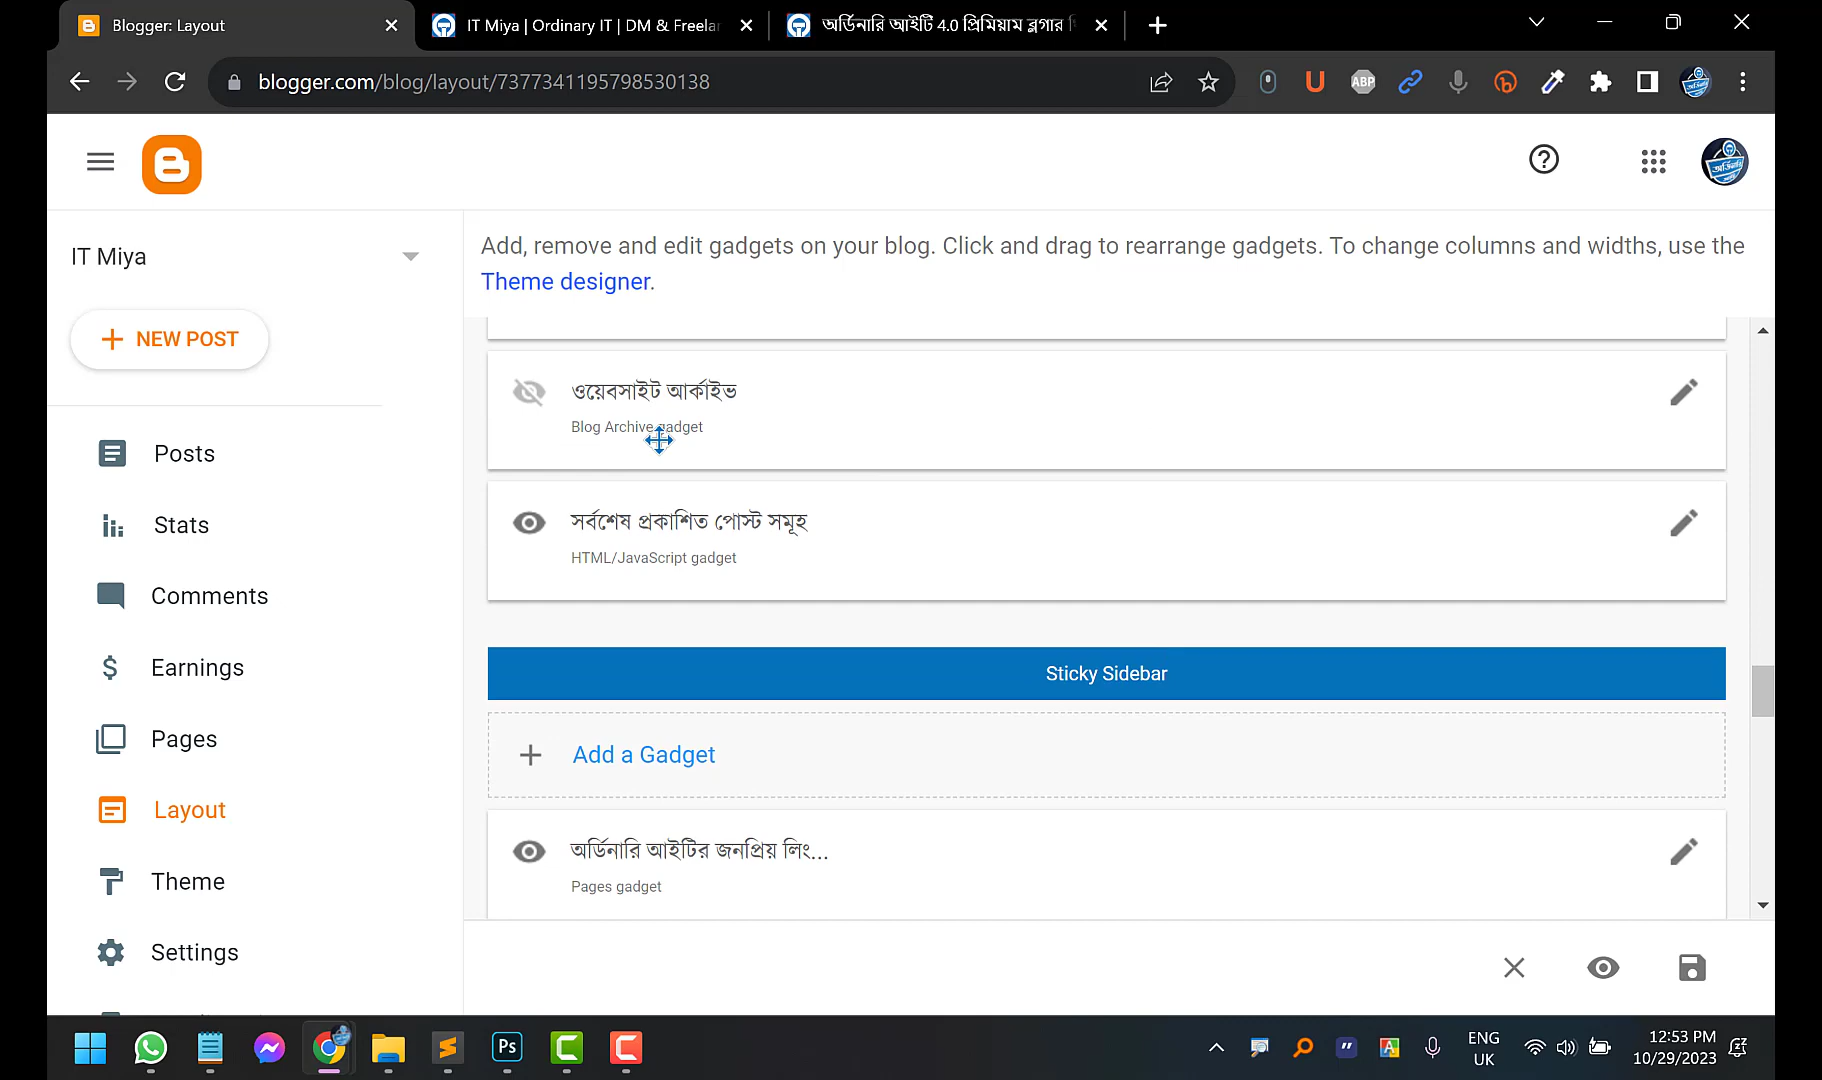 Blogger: Layout
IT Miya | Ordinary IT | DM & Freelan
অর্ডিনারি আইটি 4.0 প্রিমিয়াম ব্লগার
blogger.com/blog/layout/7377341195798530138
ABP
IT Miya
NEW POST
Posts
Stats
Comments
Earnings
Pages
Layout
Theme
Settings
Add, remove and edit gadgets on your blog. Click and drag to rearrange gadgets. To change columns and widths, use the
Theme designer.
ওয়েবসাইট আর্কাইভ
Blog Archive gadget
সর্বশেষ প্রকাশিত পোস্ট সমূহ
HTML/JavaScript gadget
Sticky Sidebar
Add a Gadget
অর্ডিনারি আইটির জনপ্রিয় লিং...
Pages gadget
Ps
ENG
UK
12:53 PM
10/29/2023